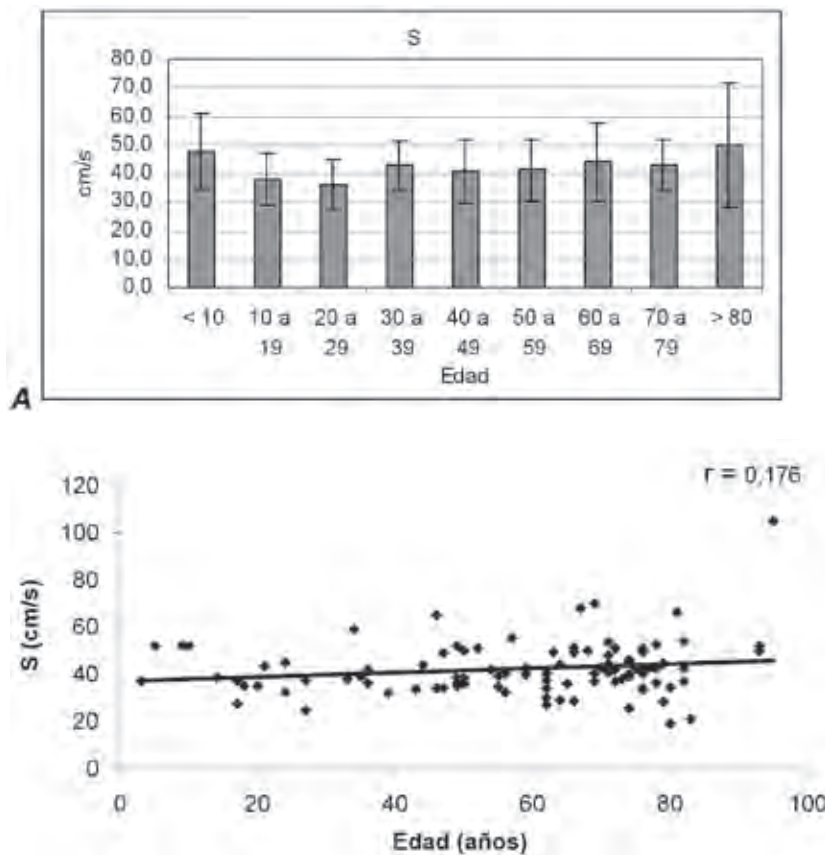 S
80,0
70,0
60,0
50,0
40,0
30,0
20,0
10,0
0,0
cm/s
< 10 10 a 20 a 30 a 40 a 50 a 60 a 70 a > 80
19 29 39 49 59 69 79
Edad
A
r = 0,176
120
100
80
60
40
20
0
S (cm/s)
0 20 40 60 80 100
Edad (años)